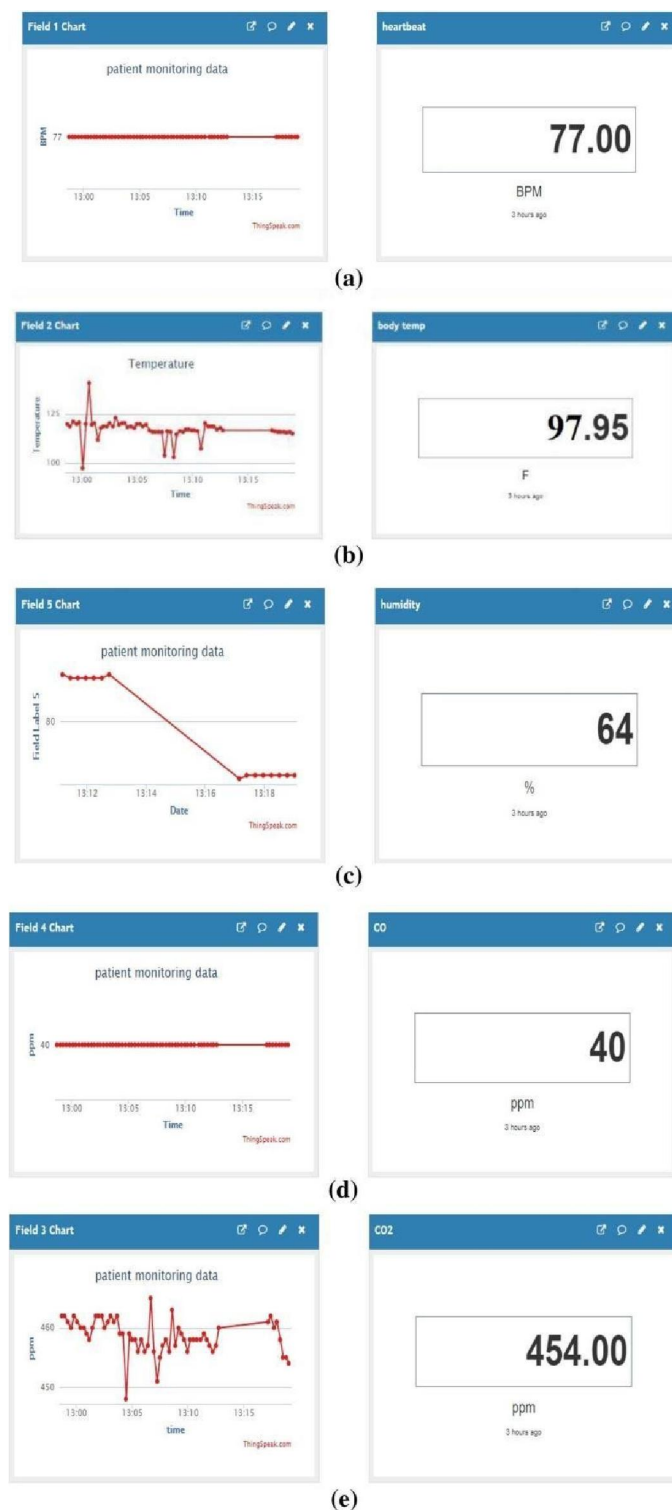 Field 1 Chart
patient monitoring data
BPM
77
13:00 13:05 13:10 13:15
Time
ThingSpeak.com
heartbeat
77.00
BPM
3 hours ago
(a)
Field 2 Chart
Temperature
Temperature
125
100
13:00 13:05 13:10 13:15
Time
ThingSpeak.com
body temp
97.95
F
3 hours ago
(b)
Field 5 Chart
patient monitoring data
Field Label 5
80
13:12 13:14 13:16 13:18
Date
ThingSpeak.com
humidity
64
%
3 hours ago
(c)
Field 4 Chart
patient monitoring data
ppm
40
13:00 13:05 13:10 13:15
Time
ThingSpeak.com
CO
40
ppm
3 hours ago
(d)
Field 3 Chart
patient monitoring data
ppm
460
450
13:00 13:05 13:10 13:15
time
ThingSpeak.com
CO2
454.00
ppm
3 hours ago
(e)